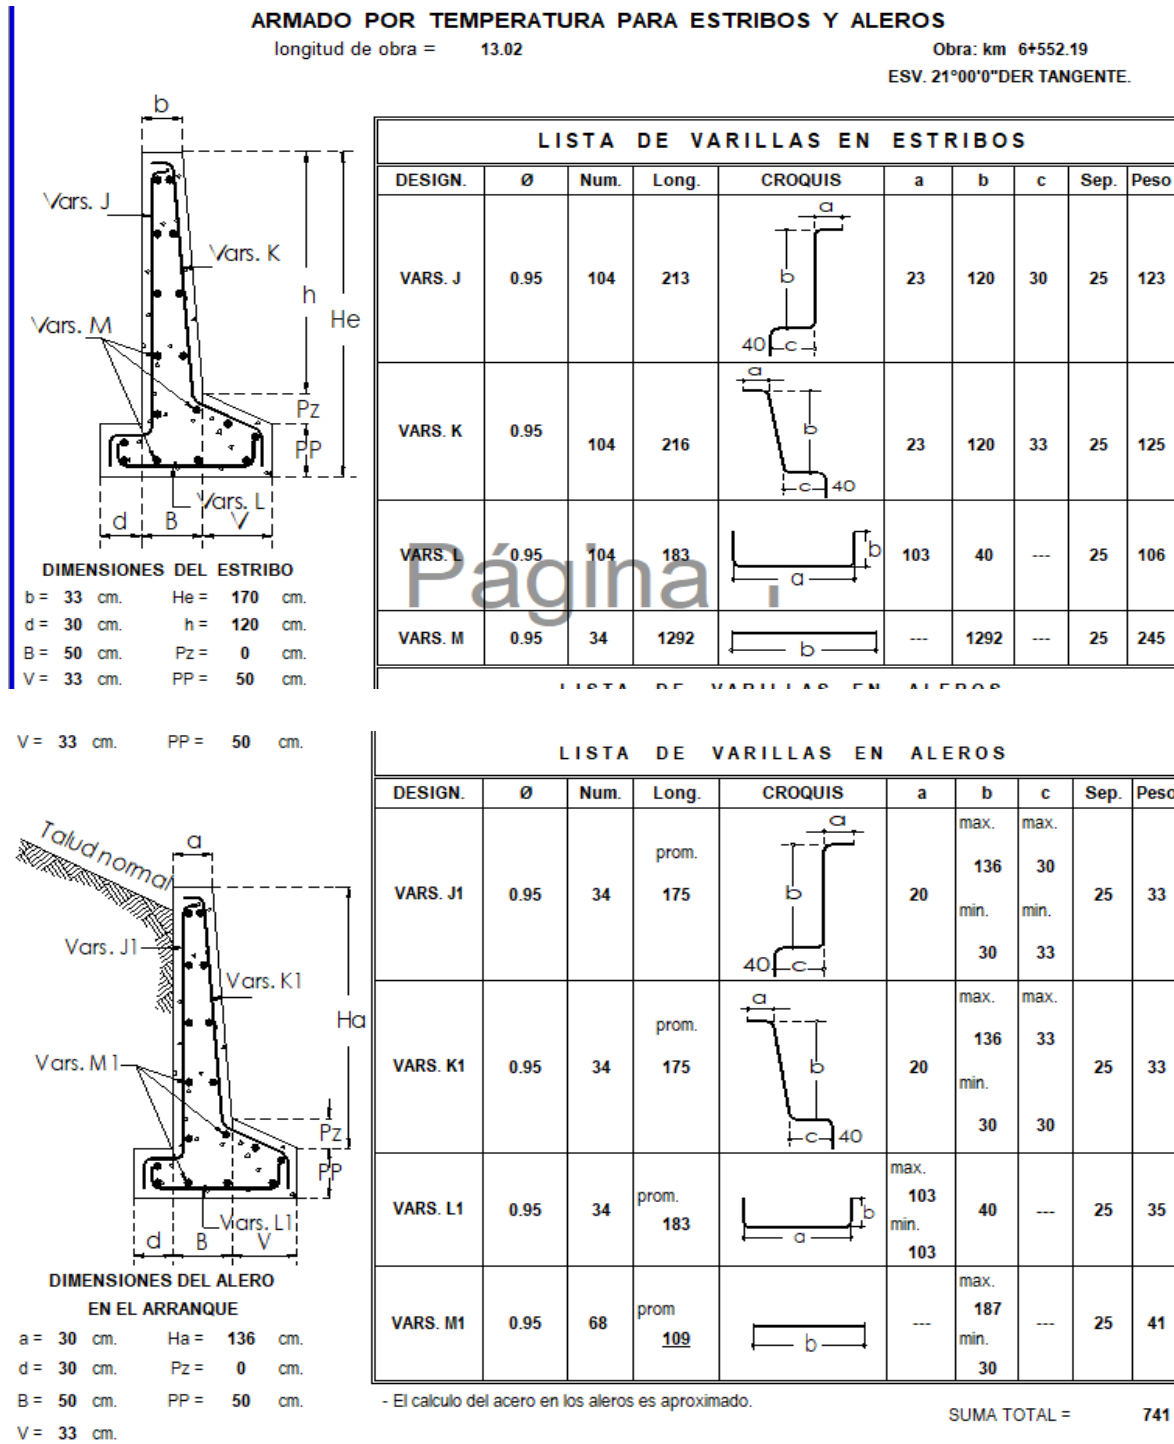 ARMADO POR TEMPERATURA PARA ESTRIBOS Y ALEROS
longitud de obra = 13.02 Obra: km 6+552.19
ESV. 21°00'0"DER TANGENTE.
b
Vars. J
Vars. K
h
He
Vars. M
Pz
PP
Vars. L
d B V
DIMENSIONES DEL ESTRIBO
b = 33 cm. He = 170 cm.
d = 30 cm. h = 120 cm.
B = 50 cm. Pz = 0 cm.
V = 33 cm. PP = 50 cm.
LISTA DE VARILLAS EN ESTRIBOS
DESIGN. Ø Num. Long. CROQUIS a b c Sep. Peso
VARS. J 0.95 104 213 a b 40 c 23 120 30 25 123
VARS. K 0.95 104 216 a b c 40 23 120 33 25 125
VARS. L 0.95 104 183 b a 103 40 --- 25 106
Página
VARS. M 0.95 34 1292 b --- 1292 --- 25 245
LISTA DE VARILLAS EN ALEROS
V = 33 cm. PP = 50 cm.
Talud normal
a
Vars. J1
Vars. K1
Ha
Vars. M1
Pz
PP
Vars. L1
d B V
DIMENSIONES DEL ALERO
EN EL ARRANQUE
a = 30 cm. Ha = 136 cm.
d = 30 cm. Pz = 0 cm.
B = 50 cm. PP = 50 cm.
V = 33 cm.
LISTA DE VARILLAS EN ALEROS
DESIGN. Ø Num. Long. CROQUIS a b c Sep. Peso
VARS. J1 0.95 34 prom. 175 a b 40 c 20 max. 136 min. 30 max. 30 min. 33 25 33
VARS. K1 0.95 34 prom. 175 a b c 40 20 max. 136 min. 30 max. 33 30 25 33
VARS. L1 0.95 34 prom. 183 b a max. 103 min. 103 40 --- 25 35
VARS. M1 0.95 68 prom 109 b --- max. 187 min. 30 --- 25 41
- El calculo del acero en los aleros es aproximado.
SUMA TOTAL = 741